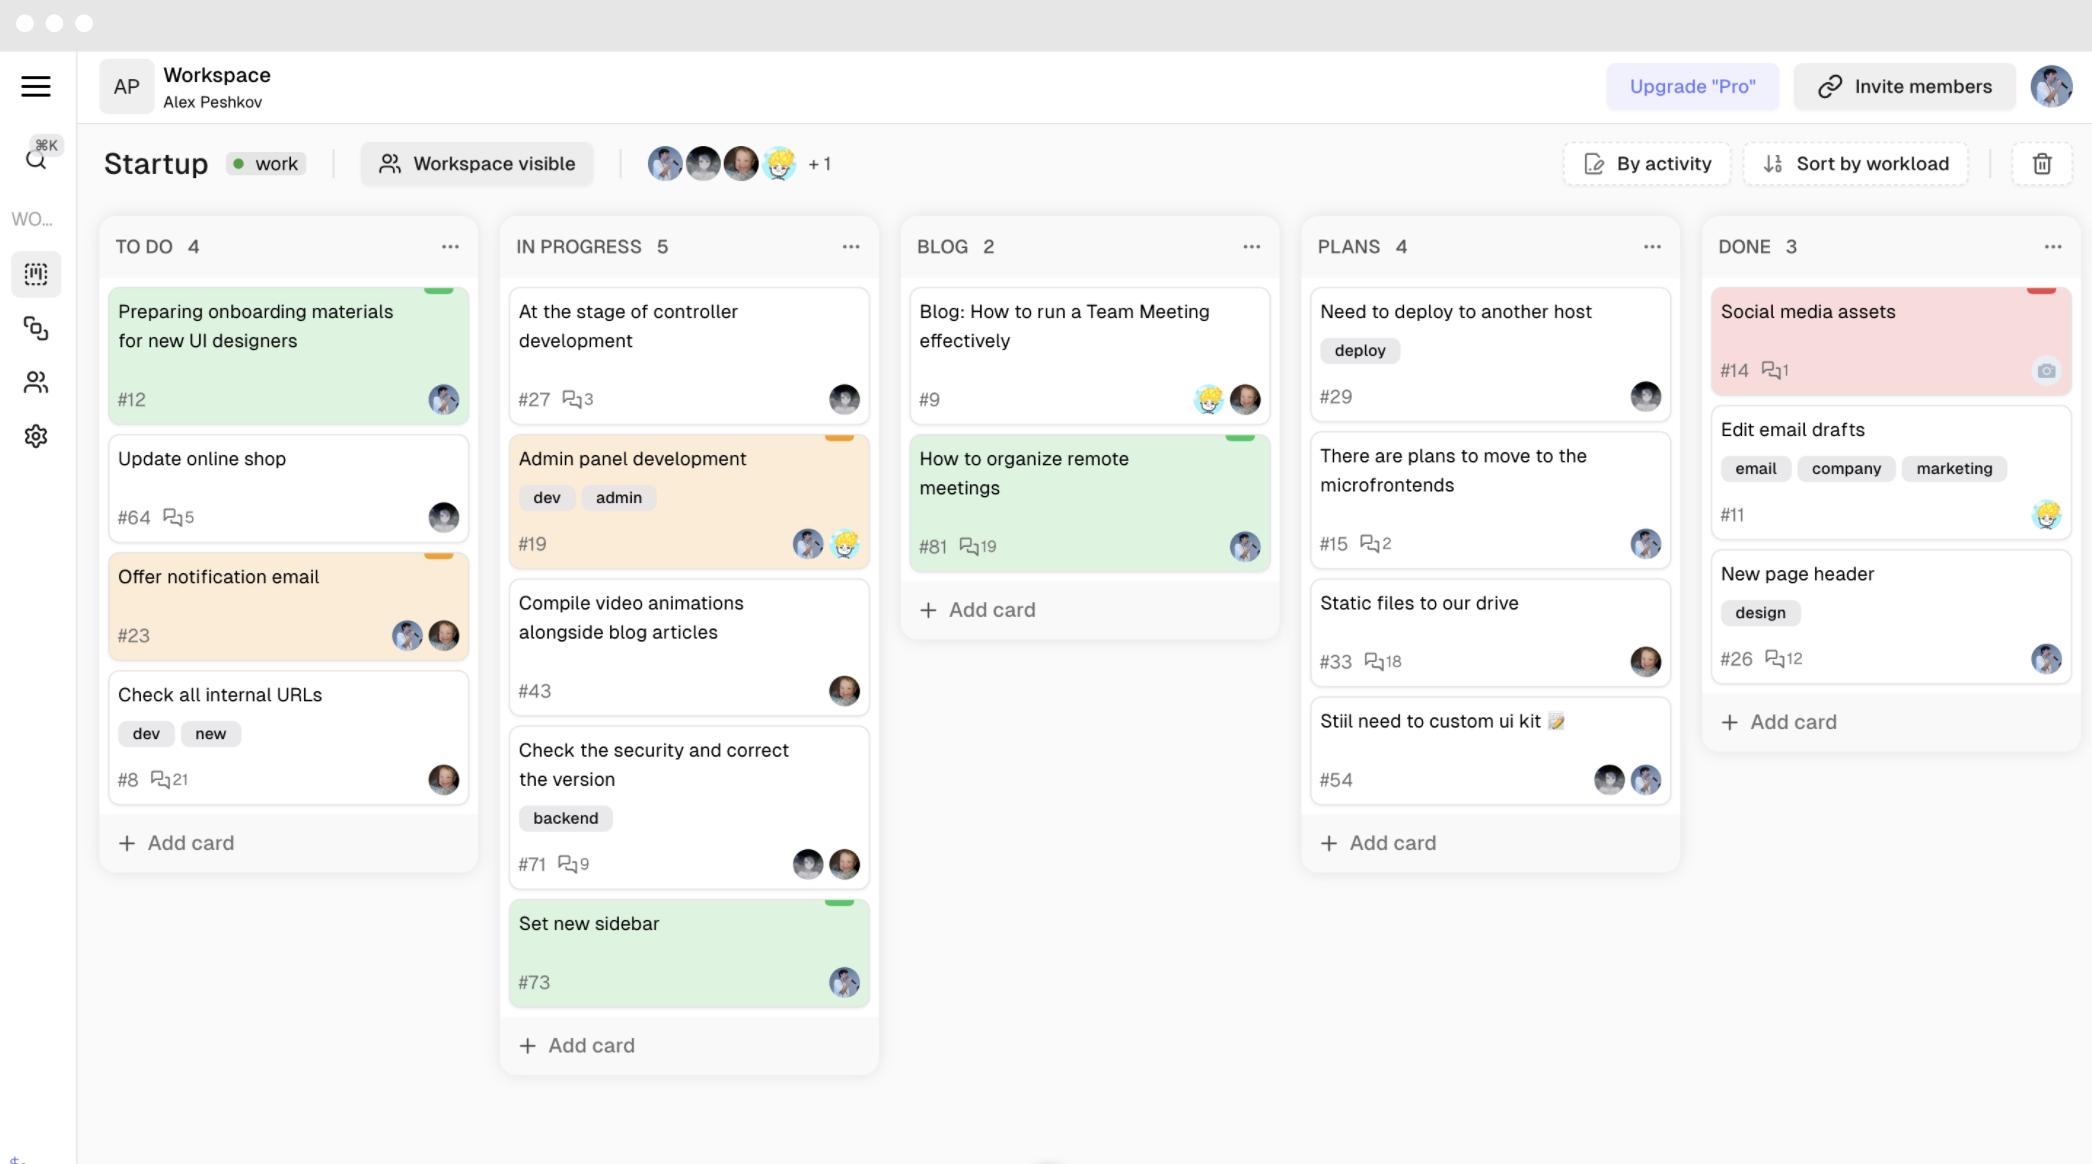 AP
Workspace
Alex Peshkov
Upgrade "Pro"
Invite members
⌘K
WO...
Startup
work
Workspace visible
+ 1
By activity
Sort by workload
TO DO 4
Preparing onboarding materials
for new UI designers
#12
Update online shop
#64 5
Offer notification email
#23
Check all internal URLs
dev new
#8 21
+ Add card
IN PROGRESS 5
At the stage of controller
development
#27 3
Admin panel development
dev admin
#19
Compile video animations
alongside blog articles
#43
Check the security and correct
the version
backend
#71 9
Set new sidebar
#73
+ Add card
BLOG 2
Blog: How to run a Team Meeting
effectively
#9
How to organize remote
meetings
#81 19
+ Add card
PLANS 4
Need to deploy to another host
deploy
#29
There are plans to move to the
microfrontends
#15 2
Static files to our drive
#33 18
Stiil need to custom ui kit 📝
#54
+ Add card
DONE 3
Social media assets
#14 1
Edit email drafts
email company marketing
#11
New page header
design
#26 12
+ Add card